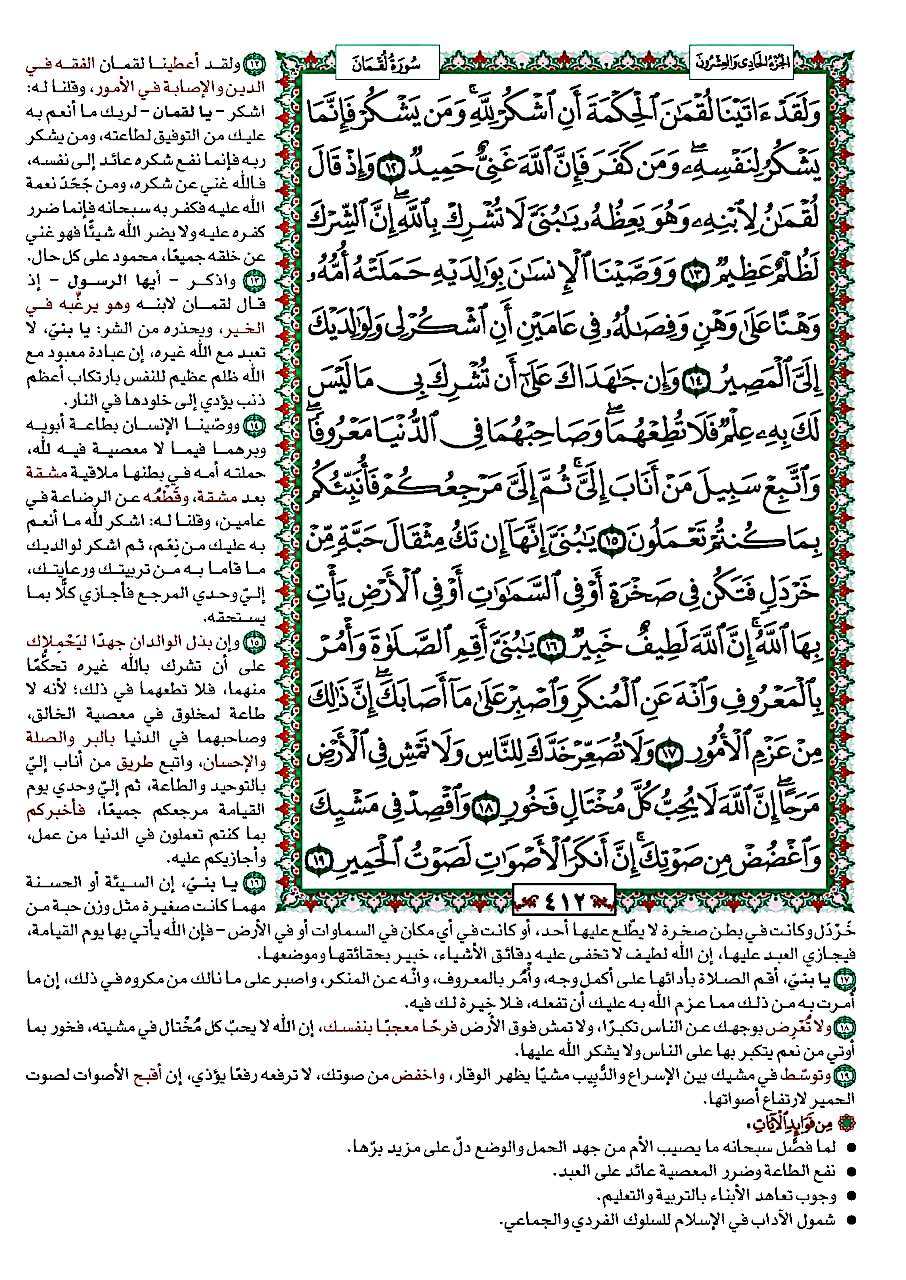 الجزء الحادي والعشرون
سورة لقمان
وَلَقَدْ ءَاتَيْنَا لُقْمَٰنَ ٱلْحِكْمَةَ أَنِ ٱشْكُرْ لِلَّهِ ۚ وَمَن يَشْكُرْ فَإِنَّمَا
يَشْكُرُ لِنَفْسِهِۦ ۖ وَمَن كَفَرَ فَإِنَّ ٱللَّهَ غَنِىٌّ حَمِيدٌ ١٢ وَإِذْ قَالَ
لُقْمَٰنُ لِٱبْنِهِۦ وَهُوَ يَعِظُهُۥ يَٰبُنَىَّ لَا تُشْرِكْ بِٱللَّهِ ۖ إِنَّ ٱلشِّرْكَ
لَظُلْمٌ عَظِيمٌ ١٣ وَوَصَّيْنَا ٱلْإِنسَٰنَ بِوَٰلِدَيْهِ حَمَلَتْهُ أُمُّهُۥ
وَهْنًا عَلَىٰ وَهْنٍ وَفِصَٰلُهُۥ فِى عَامَيْنِ أَنِ ٱشْكُرْ لِى وَلِوَٰلِدَيْكَ
إِلَىَّ ٱلْمَصِيرُ ١٤ وَإِن جَٰهَدَاكَ عَلَىٰٓ أَن تُشْرِكَ بِى مَا لَيْسَ
لَكَ بِهِۦ عِلْمٌ فَلَا تُطِعْهُمَا ۖ وَصَاحِبْهُمَا فِى ٱلدُّنْيَا مَعْرُوفًا ۖ
وَٱتَّبِعْ سَبِيلَ مَنْ أَنَابَ إِلَىَّ ۚ ثُمَّ إِلَىَّ مَرْجِعُكُمْ فَأُنَبِّئُكُم
بِمَا كُنتُمْ تَعْمَلُونَ ١٥ يَٰبُنَىَّ إِنَّهَآ إِن تَكُ مِثْقَالَ حَبَّةٍ مِّنْ
خَرْدَلٍ فَتَكُن فِى صَخْرَةٍ أَوْ فِى ٱلسَّمَٰوَٰتِ أَوْ فِى ٱلْأَرْضِ يَأْتِ
بِهَا ٱللَّهُ ۚ إِنَّ ٱللَّهَ لَطِيفٌ خَبِيرٌ ١٦ يَٰبُنَىَّ أَقِمِ ٱلصَّلَوٰةَ وَأْمُرْ
بِٱلْمَعْرُوفِ وَٱنْهَ عَنِ ٱلْمُنكَرِ وَٱصْبِرْ عَلَىٰ مَآ أَصَابَكَ ۖ إِنَّ ذَٰلِكَ
مِنْ عَزْمِ ٱلْأُمُورِ ١٧ وَلَا تُصَعِّرْ خَدَّكَ لِلنَّاسِ وَلَا تَمْشِ فِى ٱلْأَرْضِ
مَرَحًا ۖ إِنَّ ٱللَّهَ لَا يُحِبُّ كُلَّ مُخْتَالٍ فَخُورٍ ١٨ وَٱقْصِدْ فِى مَشْيِكَ
وَٱغْضُضْ مِن صَوْتِكَ ۚ إِنَّ أَنكَرَ ٱلْأَصْوَٰتِ لَصَوْتُ ٱلْحَمِيرِ ١٩
٤١٢
١٢ ولقد أعطينا لقمان الفقه في
الدين والإصابة في الأمور، وقلنا له:
اشكر – يا لقمان – لربك ما أنعم به
عليك من التوفيق لطاعته، ومن يشكر
ربه فإنما نفع شكره عائد إلى نفسه،
فالله غني عن شكره، ومن جَحَدَ نعمة
الله عليه فكفر به سبحانه فإنما ضرر
كفره عليه ولا يضر الله شيئًا فهو غني
عن خلقه جميعًا، محمود على كل حال.
١٣ واذكر – أيها الرسول – إذ
قال لقمان لابنه وهو يرغّبه في
الخير، ويحذره من الشر: يا بنيّ، لا
تعبد مع الله غيره، إن عبادة معبود مع
الله ظلم عظيم للنفس بارتكاب أعظم
ذنب يؤدي إلى خلودها في النار.
١٤ ووصّينا الإنسان بطاعة أبويه
وبرهما فيما لا معصية فيه لله،
حملته أمه في بطنها ملاقية مشقة
بعد مشقة، وقَطْعُه عن الرضاعة في
عامين، وقلنا له: اشكر لله ما أنعم
به عليك من نِعَم، ثم اشكر لوالديك
ما قاما به من تربيتك ورعايتك،
إليّ وحدي المرجع فأجازي كلًّا بما
يستحقه.
١٥ وإن بذل الوالدان جهدًا ليَحْمِلاك
على أن تشرك بالله غيره تحكّمًا
منهما، فلا تطعهما في ذلك؛ لأنه لا
طاعة لمخلوق في معصية الخالق،
وصاحبهما في الدنيا بالبر والصلة
والإحسان، واتبع طريق من أناب إليّ
بالتوحيد والطاعة، ثم إليّ وحدي يوم
القيامة مرجعكم جميعًا، فأخبركم
بما كنتم تعملون في الدنيا من عمل،
وأجازيكم عليه.
١٦ يا بنيّ، إن السيئة أو الحسنة
مهما كانت صغيرة مثل وزن حبة من
خَرْدَل وكانت في بطن صخرة لا يطّلع عليها أحد، أو كانت في أي مكان في السماوات أو في الأرض – فإن الله يأتي بها يوم القيامة،
فيجازي العبد عليها، إن الله لطيف لا تخفى عليه دقائق الأشياء، خبير بحقائقها وموضعها.
١٧ يا بنيّ، أقم الصلاة بأدائها على أكمل وجه، وأْمُر بالمعروف، وانْه عن المنكر، واصبر على ما نالك من مكروه في ذلك، إن ما
أُمرت به من ذلك مما عزم الله به عليك أن تفعله، فلا خيرة لك فيه.
١٨ ولا تُعْرِض بوجهك عن الناس تكبرًا، ولا تمش فوق الأرض فرحًا معجبًا بنفسك، إن الله لا يحبّ كل مُخْتال في مشيته، فخور بما
أوتي من نعم يتكبر بها على الناس ولا يشكر الله عليها.
١٩ وتوسّط في مشيك بين الإسراع والدَّبِيب مشيًا يظهر الوقار، واخفض من صوتك، لا ترفعه رفعًا يؤذي، إن أقبح الأصوات لصوت
الحمير لارتفاع أصواتها.
من فوائد الآيات
• لما فصَّل سبحانه ما يصيب الأم من جهد الحمل والوضع دلّ على مزيد برّها.
• نفع الطاعة وضرر المعصية عائد على العبد.
• وجوب تعاهد الأبناء بالتربية والتعليم.
• شمول الآداب في الإسلام للسلوك الفردي والجماعي.